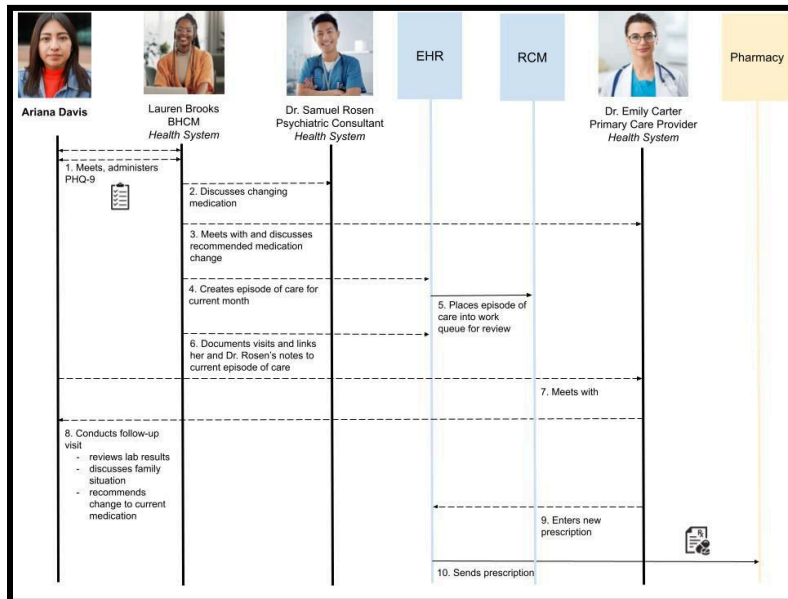 EHR
RCM
Pharmacy
Ariana Davis
Lauren Brooks
BHCM
Health System
Dr. Samuel Rosen
Psychiatric Consultant
Health System
Dr. Emily Carter
Primary Care Provider
Health System
1. Meets, administers
PHQ-9
2. Discusses changing
medication
3. Meets with and discusses
recommended medication
change
4. Creates episode of care for
current month
5. Places episode of
care into work
queue for review
6. Documents visits and links
her and Dr. Rosen's notes to
current episode of care
7. Meets with
8. Conducts follow-up
visit
- reviews lab results
- discusses family
situation
- recommends
change to current
medication
9. Enters new
prescription
Rx
10. Sends prescription